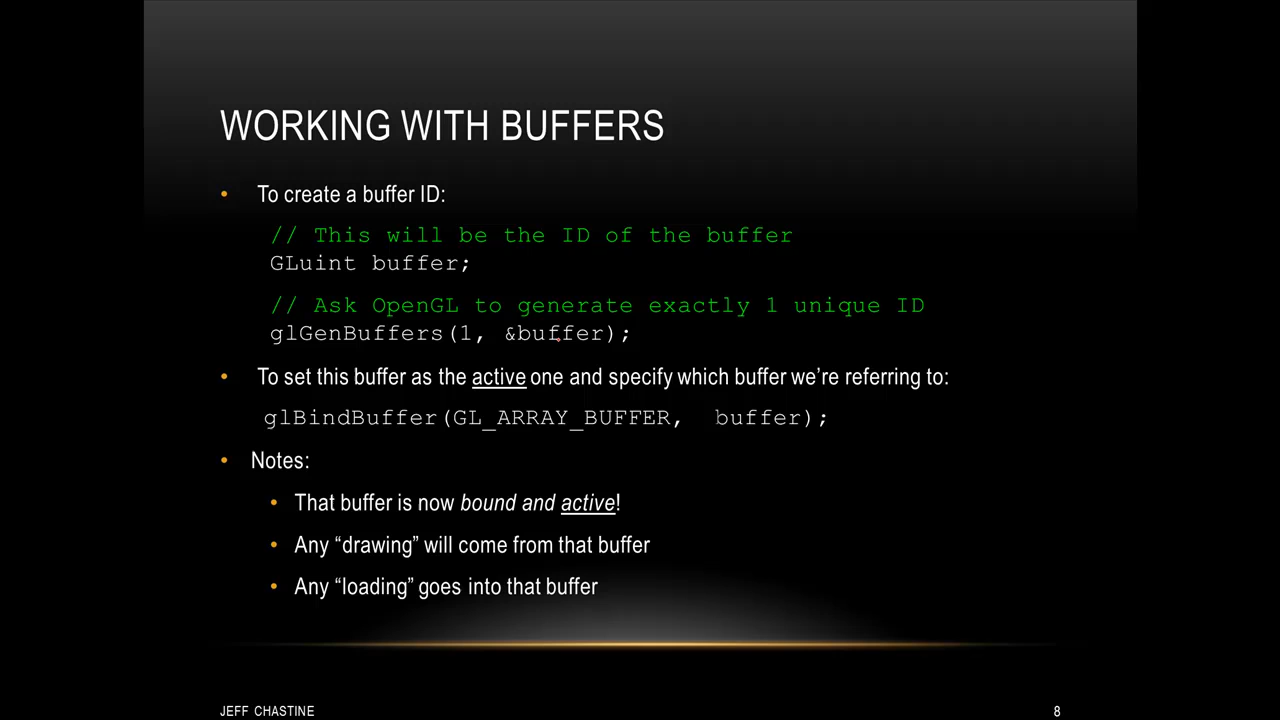 WORKING WITH BUFFERS
• To create a buffer ID:
// This will be the ID of the buffer
GLuint buffer;
// Ask OpenGL to generate exactly 1 unique ID
glGenBuffers(1, &buffer);
• To set this buffer as the active one and specify which buffer we’re referring to:
glBindBuffer(GL_ARRAY_BUFFER, buffer);
• Notes:
• That buffer is now bound and active!
• Any “drawing” will come from that buffer
• Any “loading” goes into that buffer
JEFF CHASTINE 8